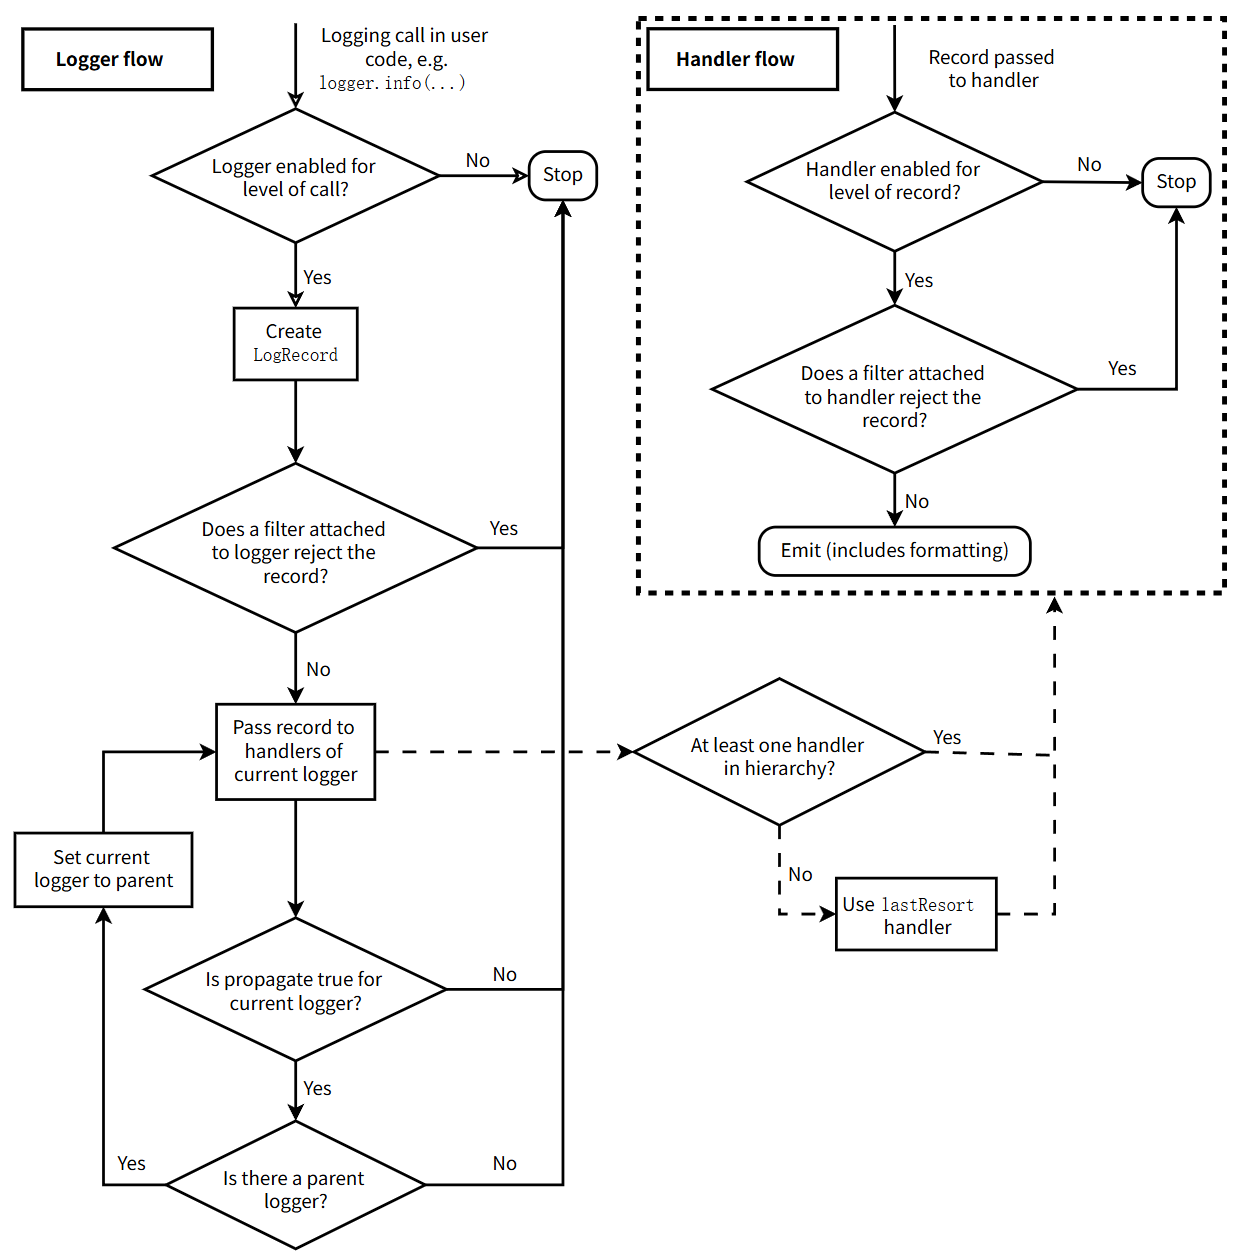 Logger flow
Logging call in user
code, e.g.
logger.info(...)
Logger enabled for
level of call?
No
Stop
Yes
Create
LogRecord
Does a filter attached
to logger reject the
record?
Yes
No
Pass record to
handlers of
current logger
Set current
logger to parent
Is propagate true for
current logger?
No
Yes
Is there a parent
logger?
Yes
No
At least one handler
in hierarchy?
Yes
No
Use lastResort
handler
Handler flow
Record passed
to handler
Handler enabled for
level of record?
No
Stop
Yes
Does a filter attached
to handler reject the
record?
Yes
No
Emit (includes formatting)